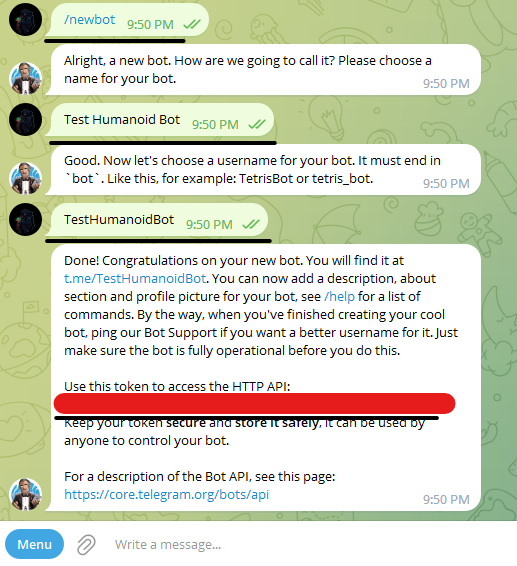 /newbot 9:50 PM
Alright, a new bot. How are we going to call it? Please choose a
name for your bot.
9:50 PM
Test Humanoid Bot 9:50 PM
Good. Now let's choose a username for your bot. It must end in
`bot`. Like this, for example: TetrisBot or tetris_bot.
9:50 PM
TestHumanoidBot 9:50 PM
Done! Congratulations on your new bot. You will find it at
t.me/TestHumanoidBot. You can now add a description, about
section and profile picture for your bot, see /help for a list of
commands. By the way, when you've finished creating your cool
bot, ping our Bot Support if you want a better username for it. Just
make sure the bot is fully operational before you do this.
Use this token to access the HTTP API:
Keep your token secure and store it safely, it can be used by
anyone to control your bot.
For a description of the Bot API, see this page:
https://core.telegram.org/bots/api
9:50 PM
Menu Write a message...